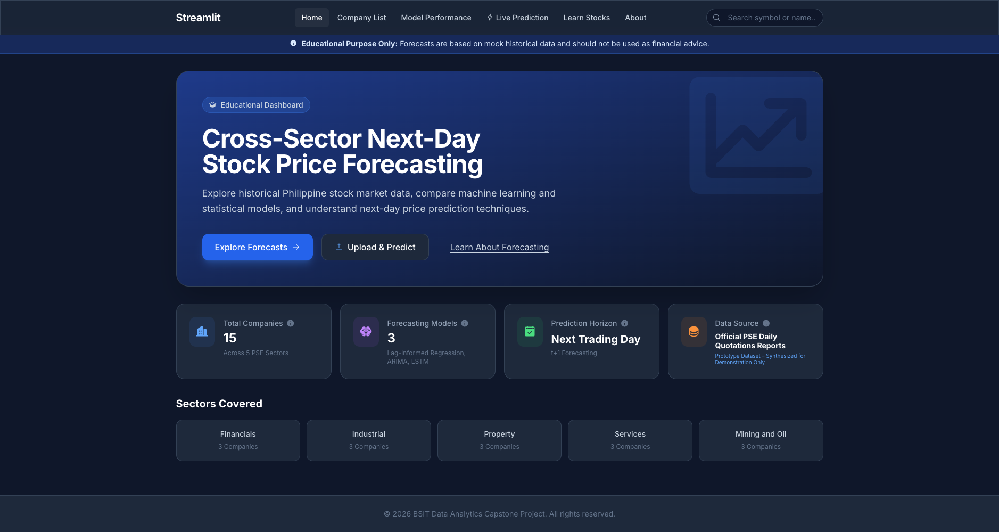 Streamlit
Home
Company List
Model Performance
Live Prediction
Learn Stocks
About
Search symbol or name...
Educational Purpose Only: Forecasts are based on mock historical data and should not be used as financial advice.
Educational Dashboard
Cross-Sector Next-Day
Stock Price Forecasting
Explore historical Philippine stock market data, compare machine learning and
statistical models, and understand next-day price prediction techniques.
Explore Forecasts
Upload & Predict
Learn About Forecasting
Total Companies
15
Across 5 PSE Sectors
Forecasting Models
3
Lag-Informed Regression,
ARIMA, LSTM
Prediction Horizon
Next Trading Day
t+1 Forecasting
Data Source
Official PSE Daily
Quotations Reports
Prototype Dataset – Synthesized for
Demonstration Only
Sectors Covered
Financials
3 Companies
Industrial
3 Companies
Property
3 Companies
Services
3 Companies
Mining and Oil
3 Companies
© 2026 BSIT Data Analytics Capstone Project. All rights reserved.